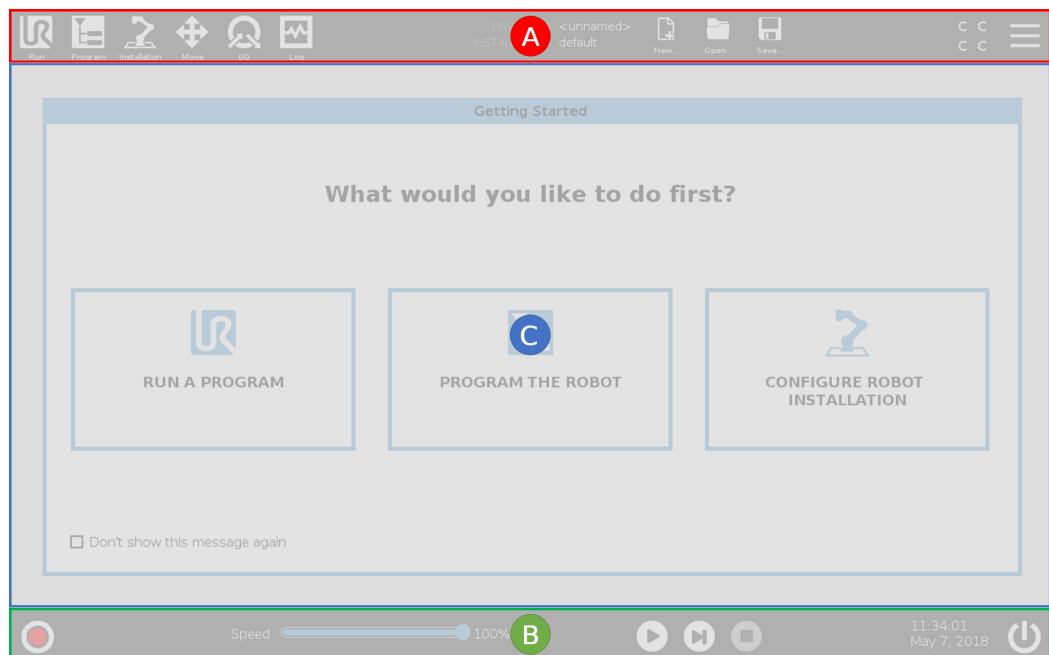 PR <unnamed>
INSTAL default
C C
C C
Run Program Installation Move I/O Log New... Open... Save...
A
Getting Started
What would you like to do first?
C
RUN A PROGRAM
PROGRAM THE ROBOT
CONFIGURE ROBOT
INSTALLATION
Don't show this message again
Speed 100%
B
11:34:01
May 7, 2018